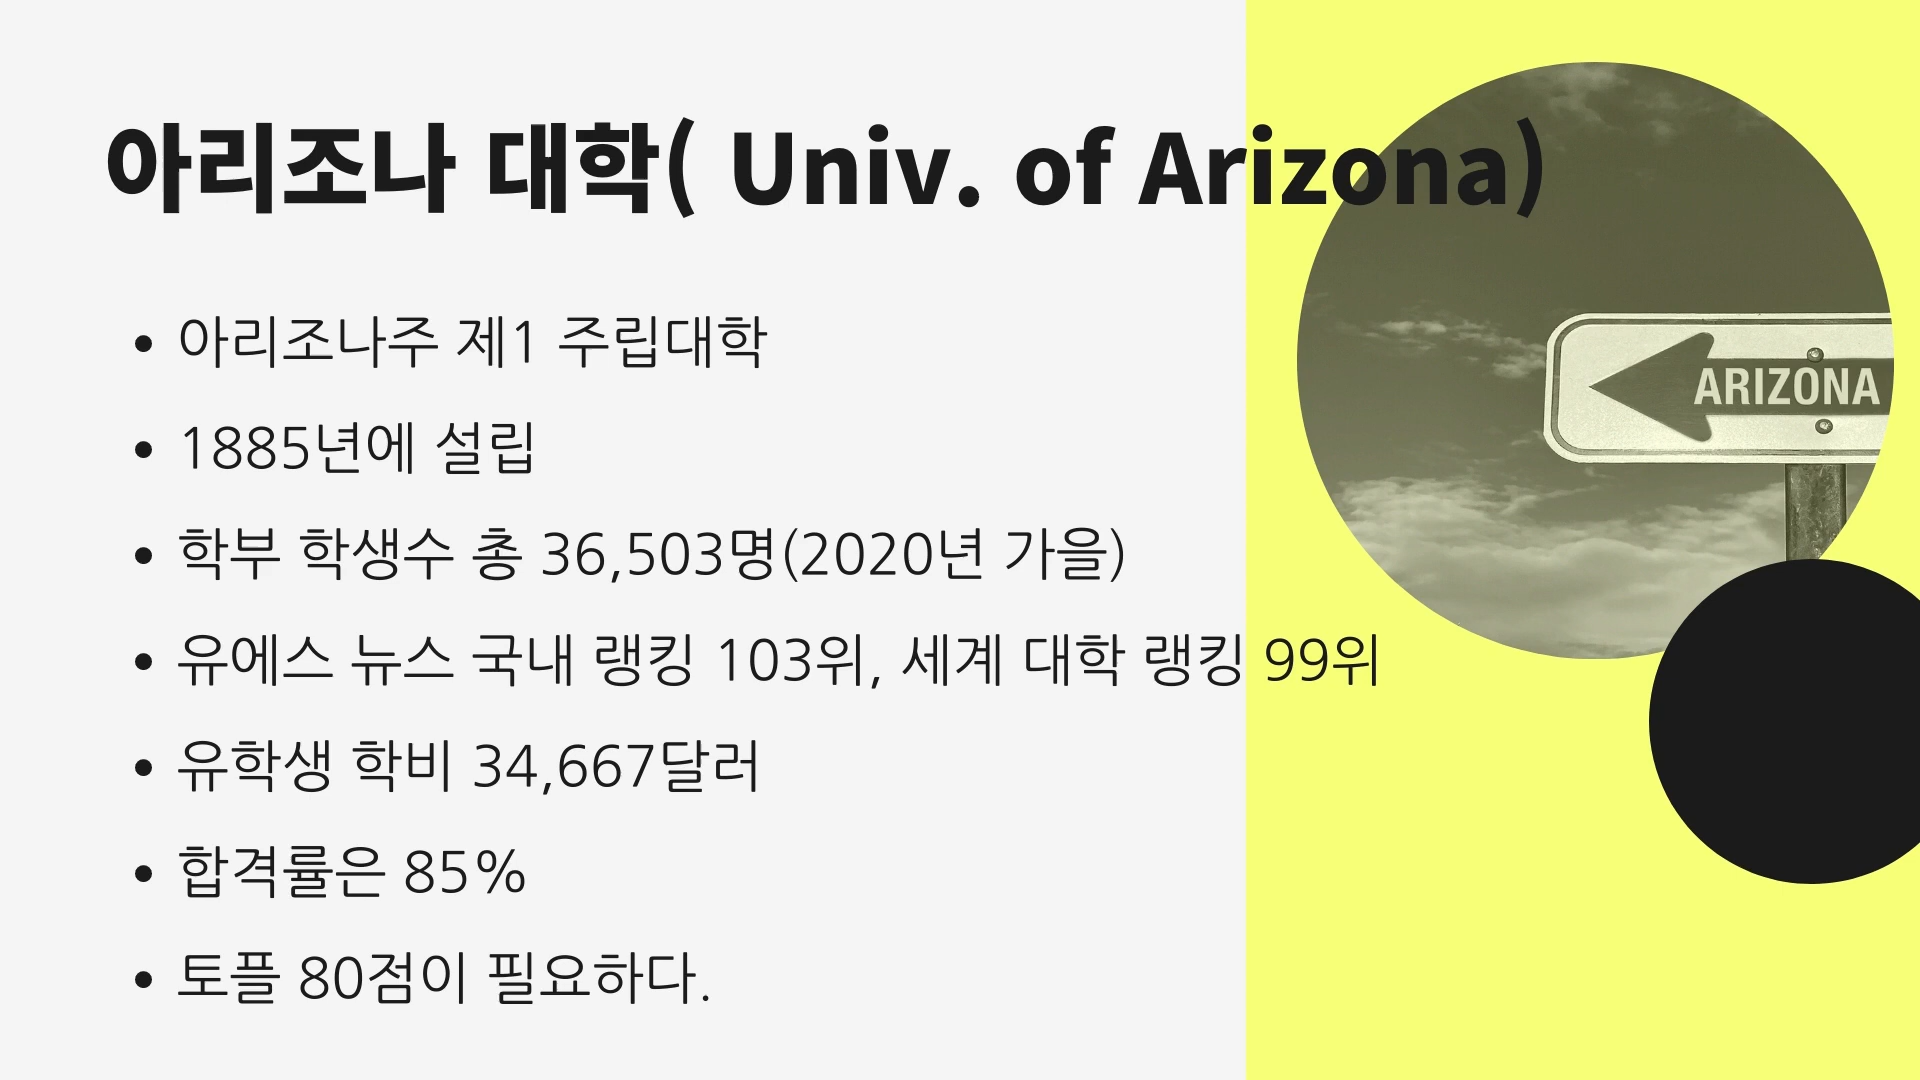 아리조나 대학( Univ. of Arizona)
• 아리조나주 제1 주립대학
• 1885년에 설립
• 학부 학생수 총 36,503명(2020년 가을)
• 유에스 뉴스 국내 랭킹 103위, 세계 대학 랭킹 99위
• 유학생 학비 34,667달러
• 합격률은 85%
• 토플 80점이 필요하다.
ARIZONA